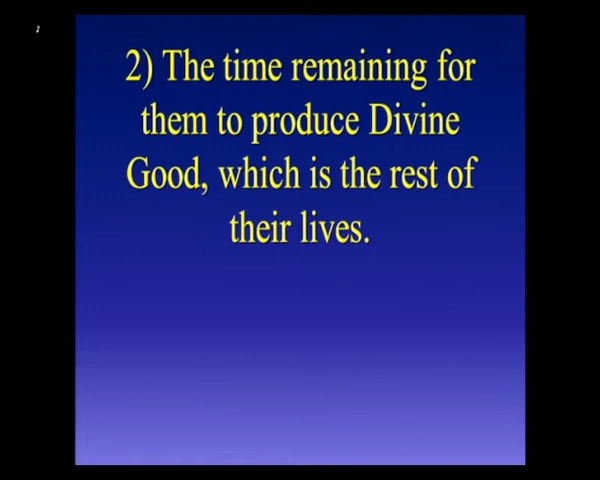 2) The time remaining for
them to produce Divine
Good, which is the rest of
their lives.